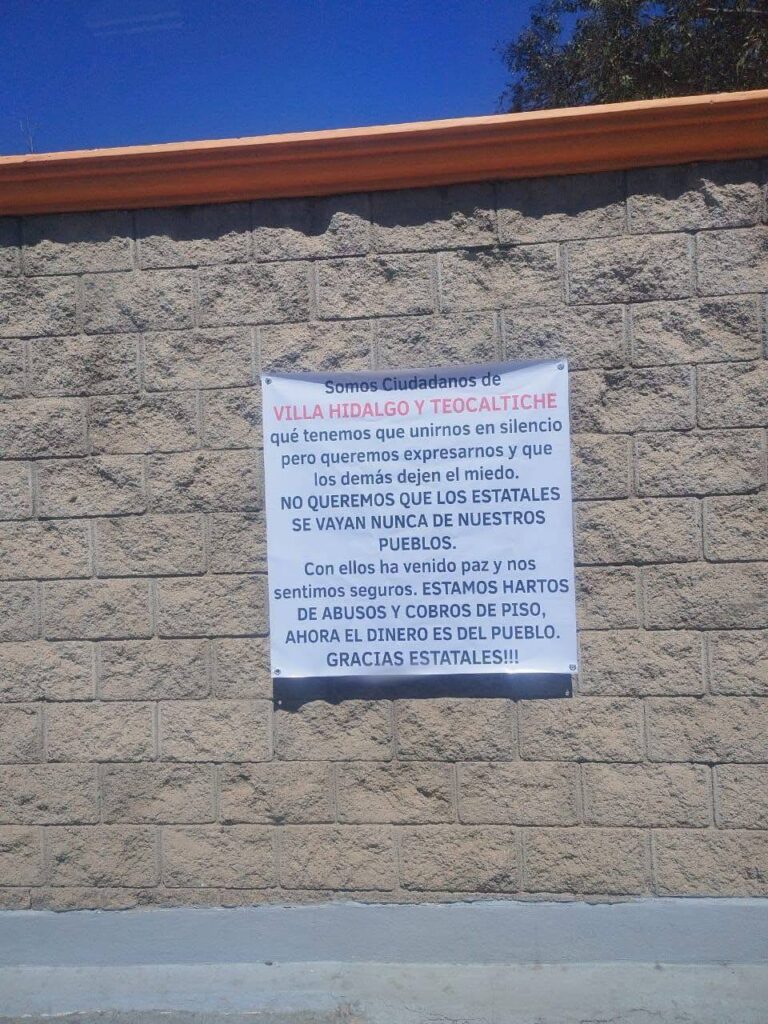 Somos Ciudadanos de
VILLA HIDALGO Y TEOCALTICHE
qué tenemos que unirnos en silencio
pero queremos expresarnos y que
los demás dejen el miedo.
NO QUEREMOS QUE LOS ESTATALES
SE VAYAN NUNCA DE NUESTROS
PUEBLOS.
Con ellos ha venido paz y nos
sentimos seguros. ESTAMOS HARTOS
DE ABUSOS Y COBROS DE PISO,
AHORA EL DINERO ES DEL PUEBLO.
GRACIAS ESTATALES!!!